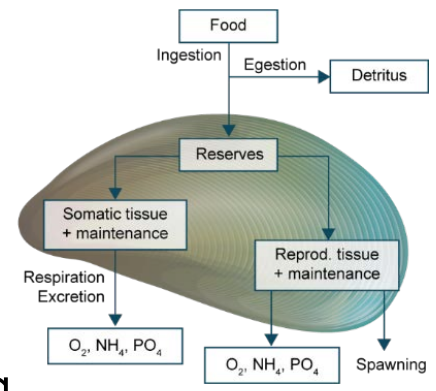 Food
Ingestion
Egestion
Detritus
Reserves
Somatic tissue
+ maintenance
Reprod. tissue
+ maintenance
Respiration
Excretion
O₂, NH₄, PO₄
O₂, NH₄, PO₄
Spawning
g